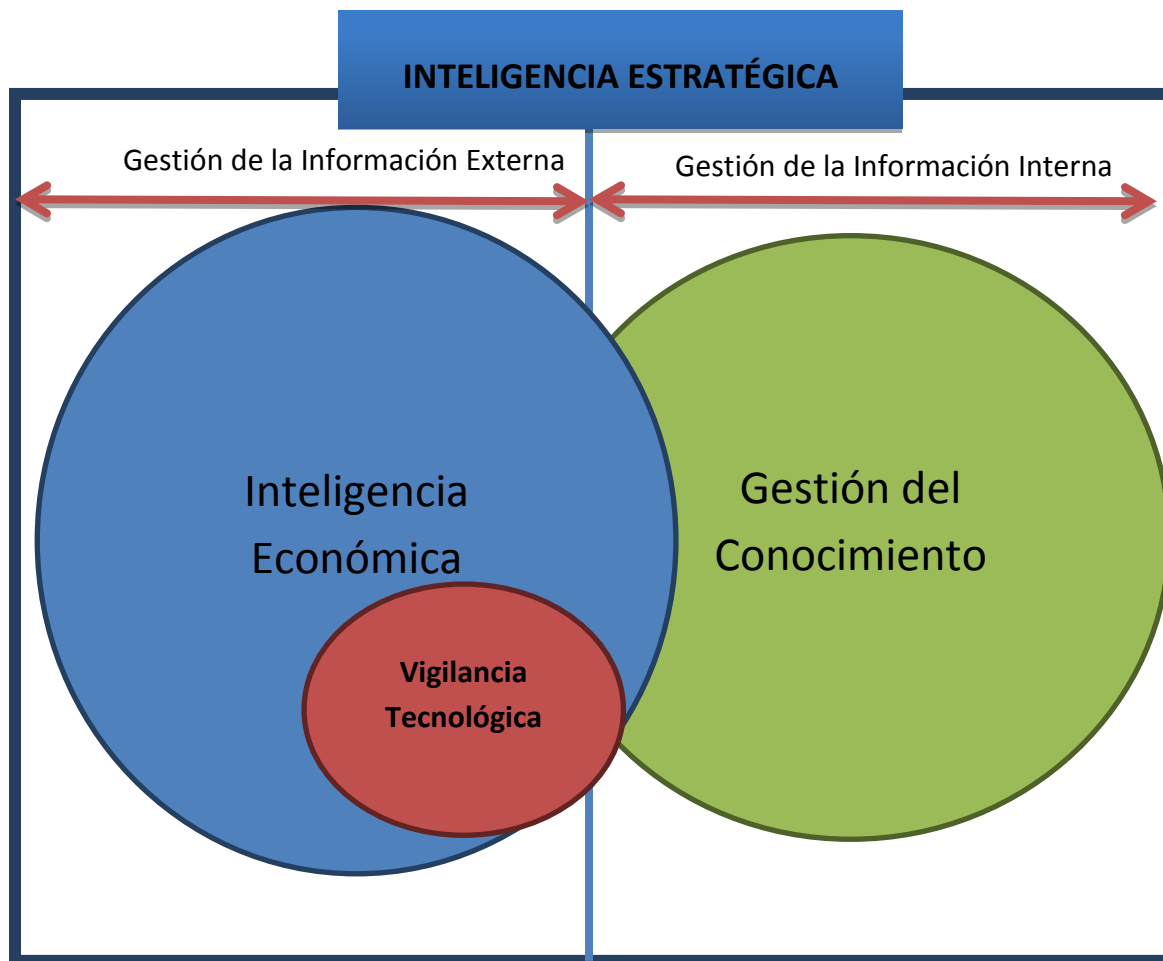 INTELIGENCIA ESTRATÉGICA
Gestión de la Información Externa
Gestión de la Información Interna
Inteligencia
Económica
Gestión del
Conocimiento
Vigilancia
Tecnológica